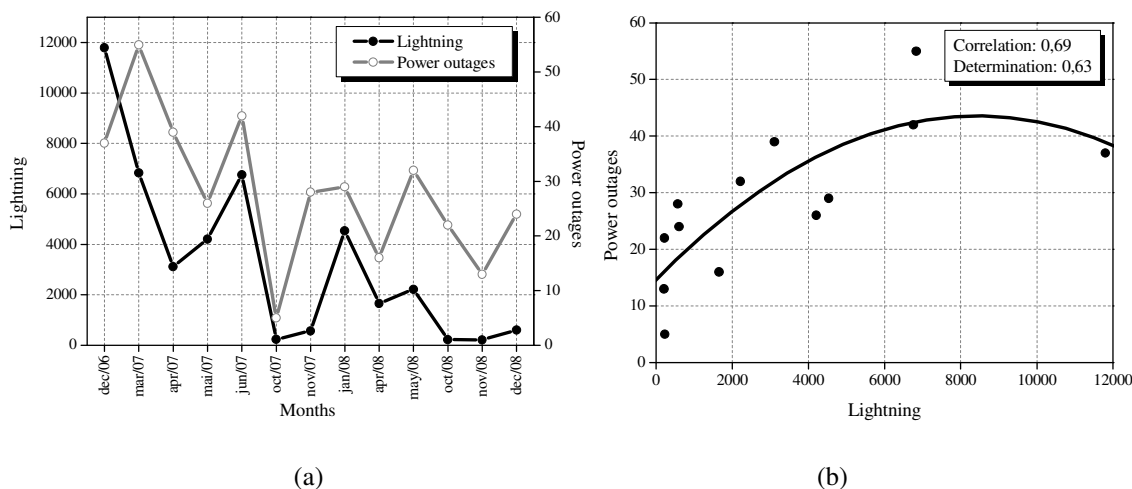 Lightning
Power outages
12000
10000
8000
6000
4000
2000
0
60
50
40
30
20
10
0
Lightning
Power outages
dec/06
mar/07
apr/07
mai/07
jun/07
oct/07
nov/07
jan/08
apr/08
may/08
oct/08
nov/08
dec/08
Months
(a)
Correlation: 0,69
Determination: 0,63
60
50
40
30
20
10
0
Power outages
0 2000 4000 6000 8000 10000 12000
Lightning
(b)